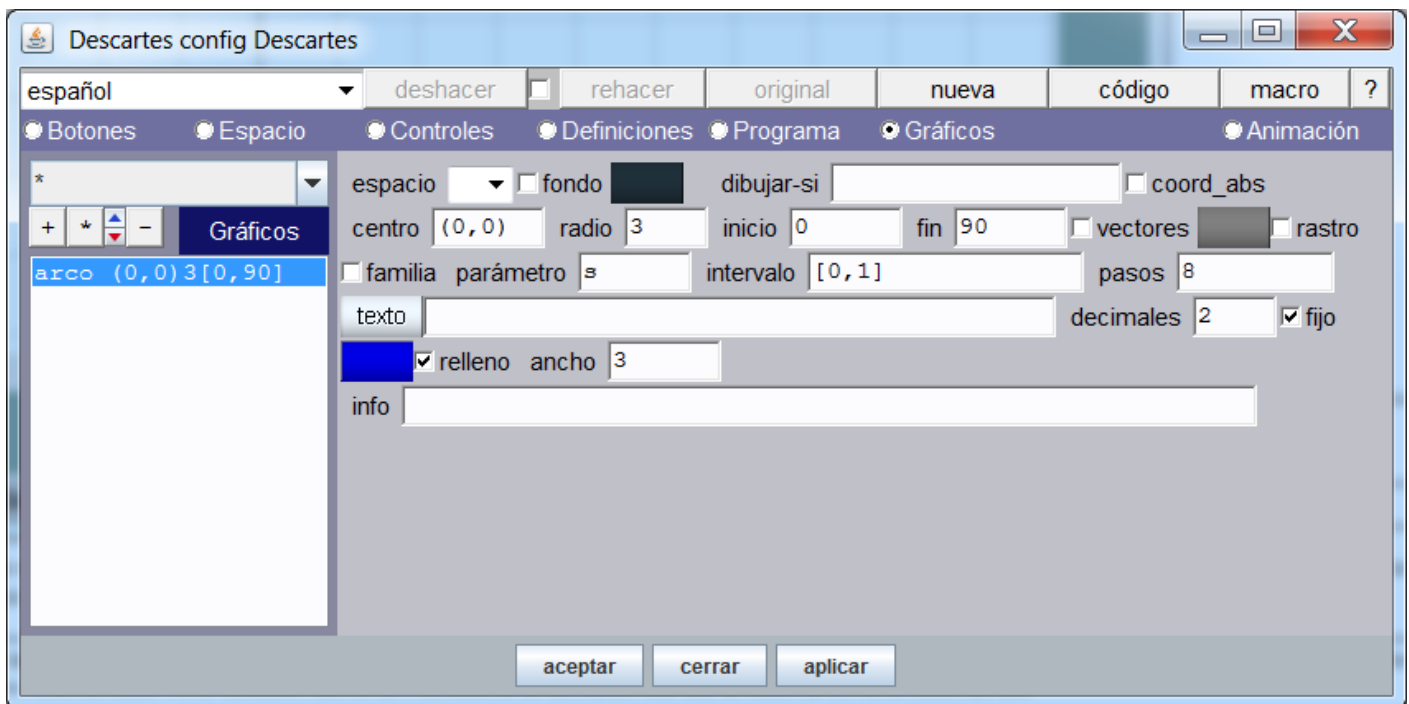 Descartes config Descartes
español deshacer rehacer original nueva código macro ?
Botones Espacio Controles Definiciones Programa Gráficos Animación
* espacio fondo dibujar-si coord_abs
+ * - Gráficos centro (0,0) radio 3 inicio 0 fin 90 vectores rastro
arco (0,0)3[0,90] familia parámetro s intervalo [0,1] pasos 8
texto decimales 2 fijo
relleno ancho 3
info
aceptar cerrar aplicar